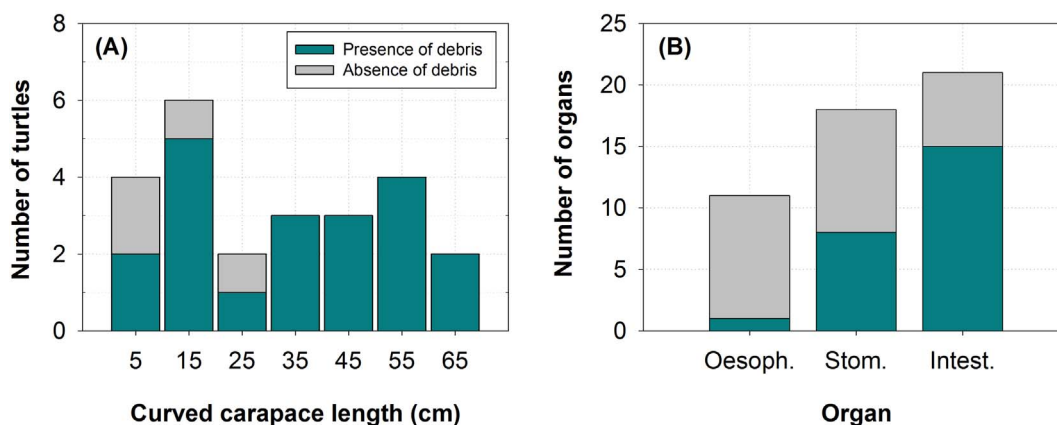 (A)
Presence of debris
Absence of debris
Number of turtles
8
6
4
2
0
5 15 25 35 45 55 65
Curved carapace length (cm)
(B)
Number of organs
25
20
15
10
5
0
Oesoph. Stom. Intest.
Organ